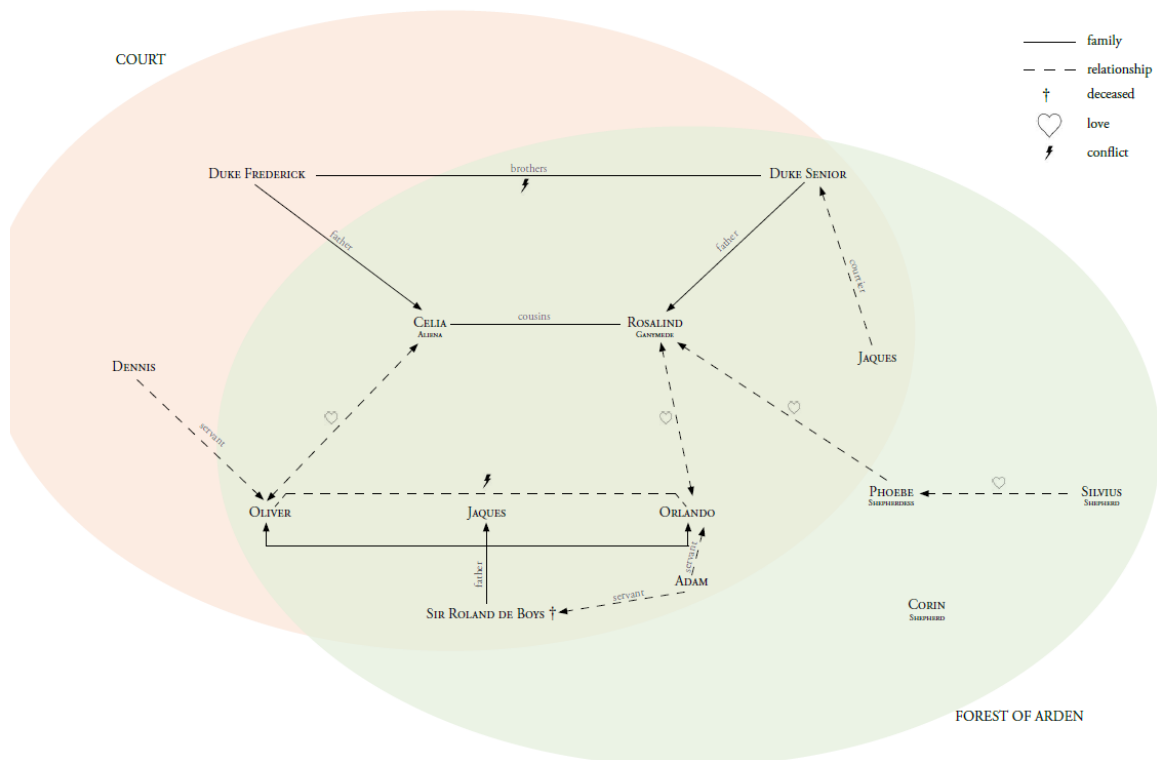 COURT
family
relationship
† deceased
love
conflict
DUKE FREDERICK
brothers
DUKE SENIOR
father
father
courtier
CELIA
ALIENA
cousins
ROSALIND
GANYMEDE
JAQUES
DENNIS
servant
OLIVER
JAQUES
ORLANDO
PHOEBE
SHEPHERDESS
SILVIUS
SHEPHERD
father
servant
ADAM
servant
SIR ROLAND DE BOYS †
CORIN
SHEPHERD
FOREST OF ARDEN